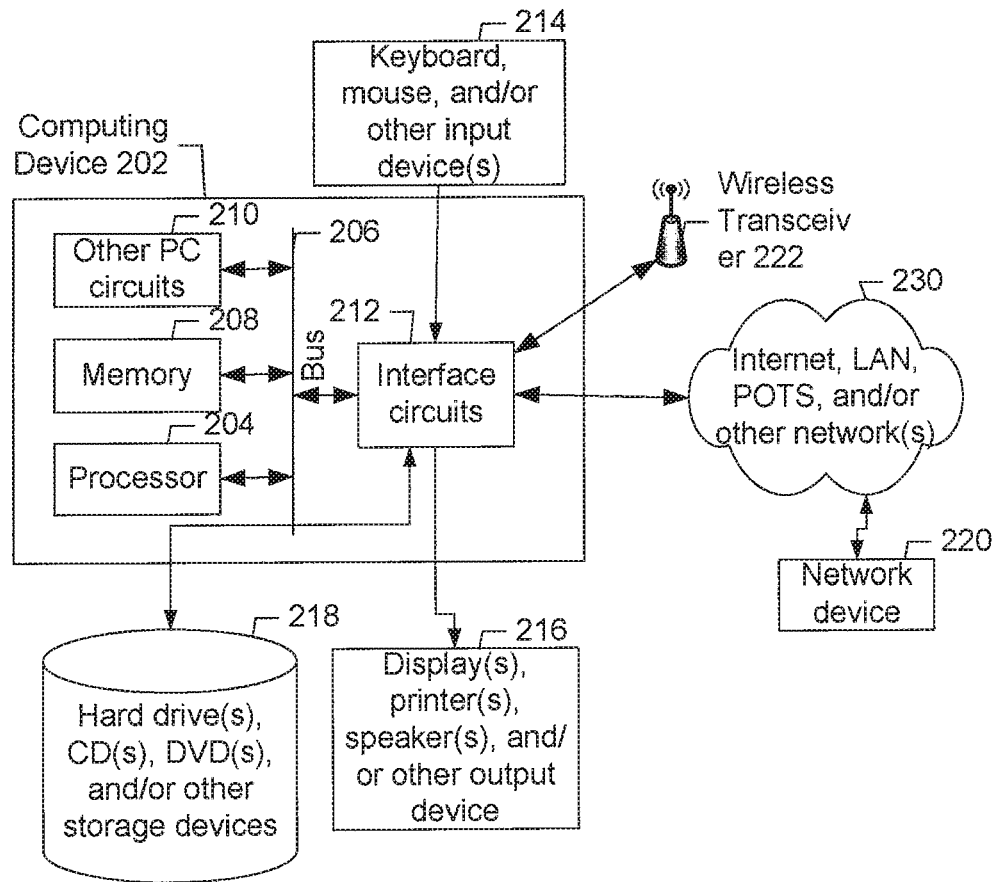 214
Keyboard,
mouse, and/or
other input
device(s)
Computing
Device 202
210
Other PC
circuits
206
208
Memory
204
Processor
Bus
212
Interface
circuits
Wireless
Transceiv
er 222
230
Internet, LAN,
POTS, and/or
other network(s)
220
Network
device
218
Hard drive(s),
CD(s), DVD(s),
and/or other
storage devices
216
Display(s),
printer(s),
speaker(s), and/
or other output
device